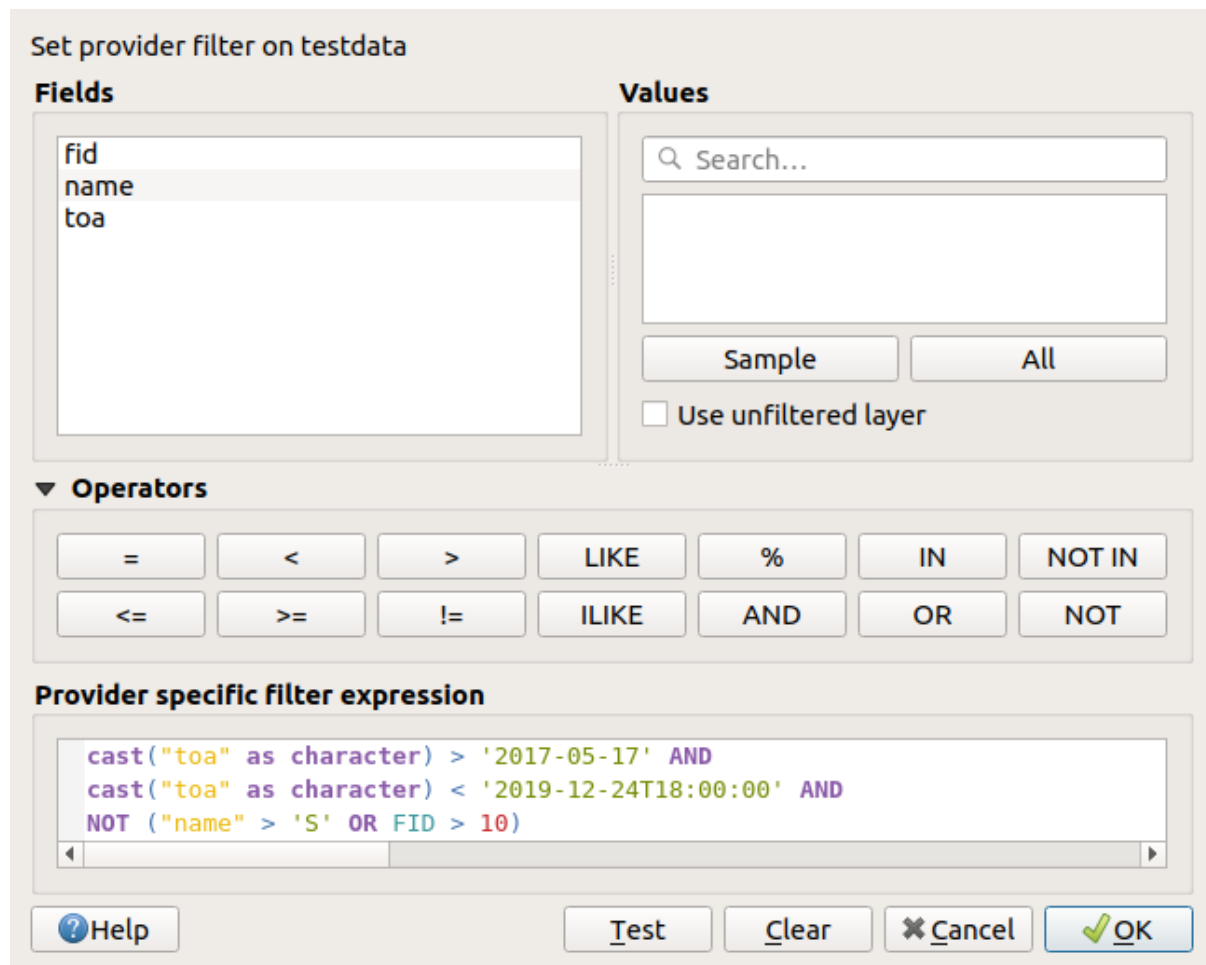 Set provider filter on testdata
Fields
Values
fid
name
toa
Search...
Sample
All
Use unfiltered layer
Operators
= < > LIKE % IN NOT IN
<= >= != ILIKE AND OR NOT
Provider specific filter expression
cast("toa" as character) > '2017-05-17' AND
cast("toa" as character) < '2019-12-24T18:00:00' AND
NOT ("name" > 'S' OR FID > 10)
Help Test Clear Cancel OK